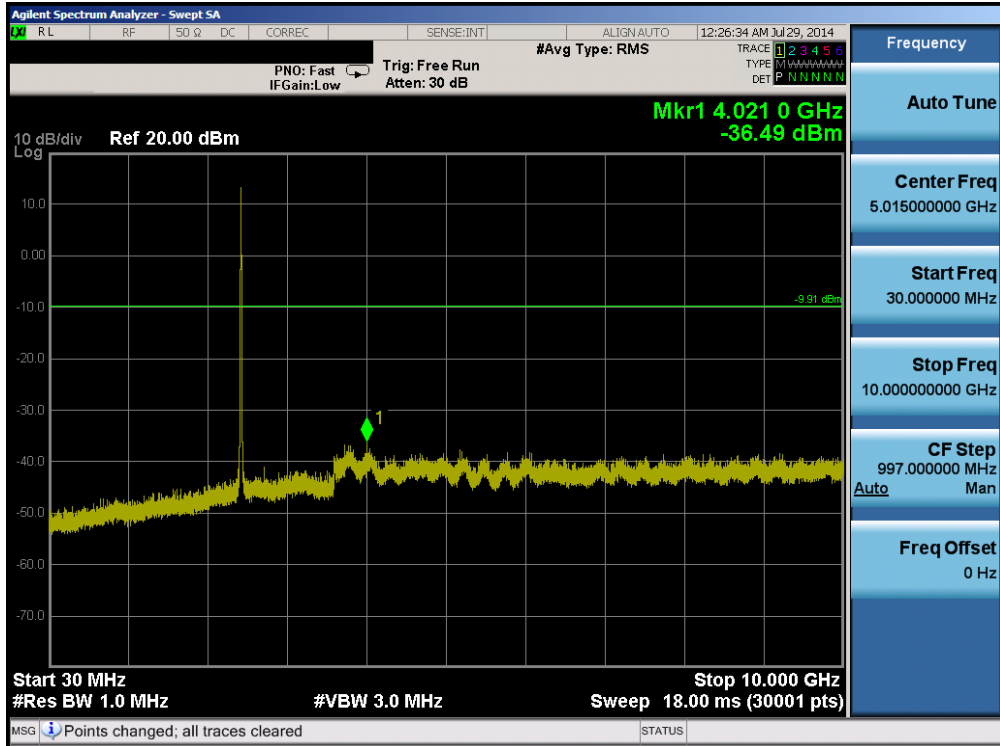 Agilent Spectrum Analyzer - Swept SA
LXI RL RF 50 Ω DC CORREC SENSE:INT ALIGN AUTO 12:26:34 AM Jul 29, 2014
#Avg Type: RMS
TRACE 1 2 3 4 5 6
PNO: Fast Trig: Free Run
TYPE M WWWWW
IFGain:Low Atten: 30 dB
DET P N N N N N
Mkr1 4.021 0 GHz
-36.49 dBm
10 dB/div Ref 20.00 dBm
Log
10.0
0.00
-9.91 dBm
-10.0
-20.0
-30.0
1
-40.0
-50.0
-60.0
-70.0
Start 30 MHz Stop 10.000 GHz
#Res BW 1.0 MHz #VBW 3.0 MHz Sweep 18.00 ms (30001 pts)
MSG Points changed; all traces cleared STATUS
Frequency
Auto Tune
Center Freq
5.015000000 GHz
Start Freq
30.000000 MHz
Stop Freq
10.000000000 GHz
CF Step
997.000000 MHz
Auto Man
Freq Offset
0 Hz